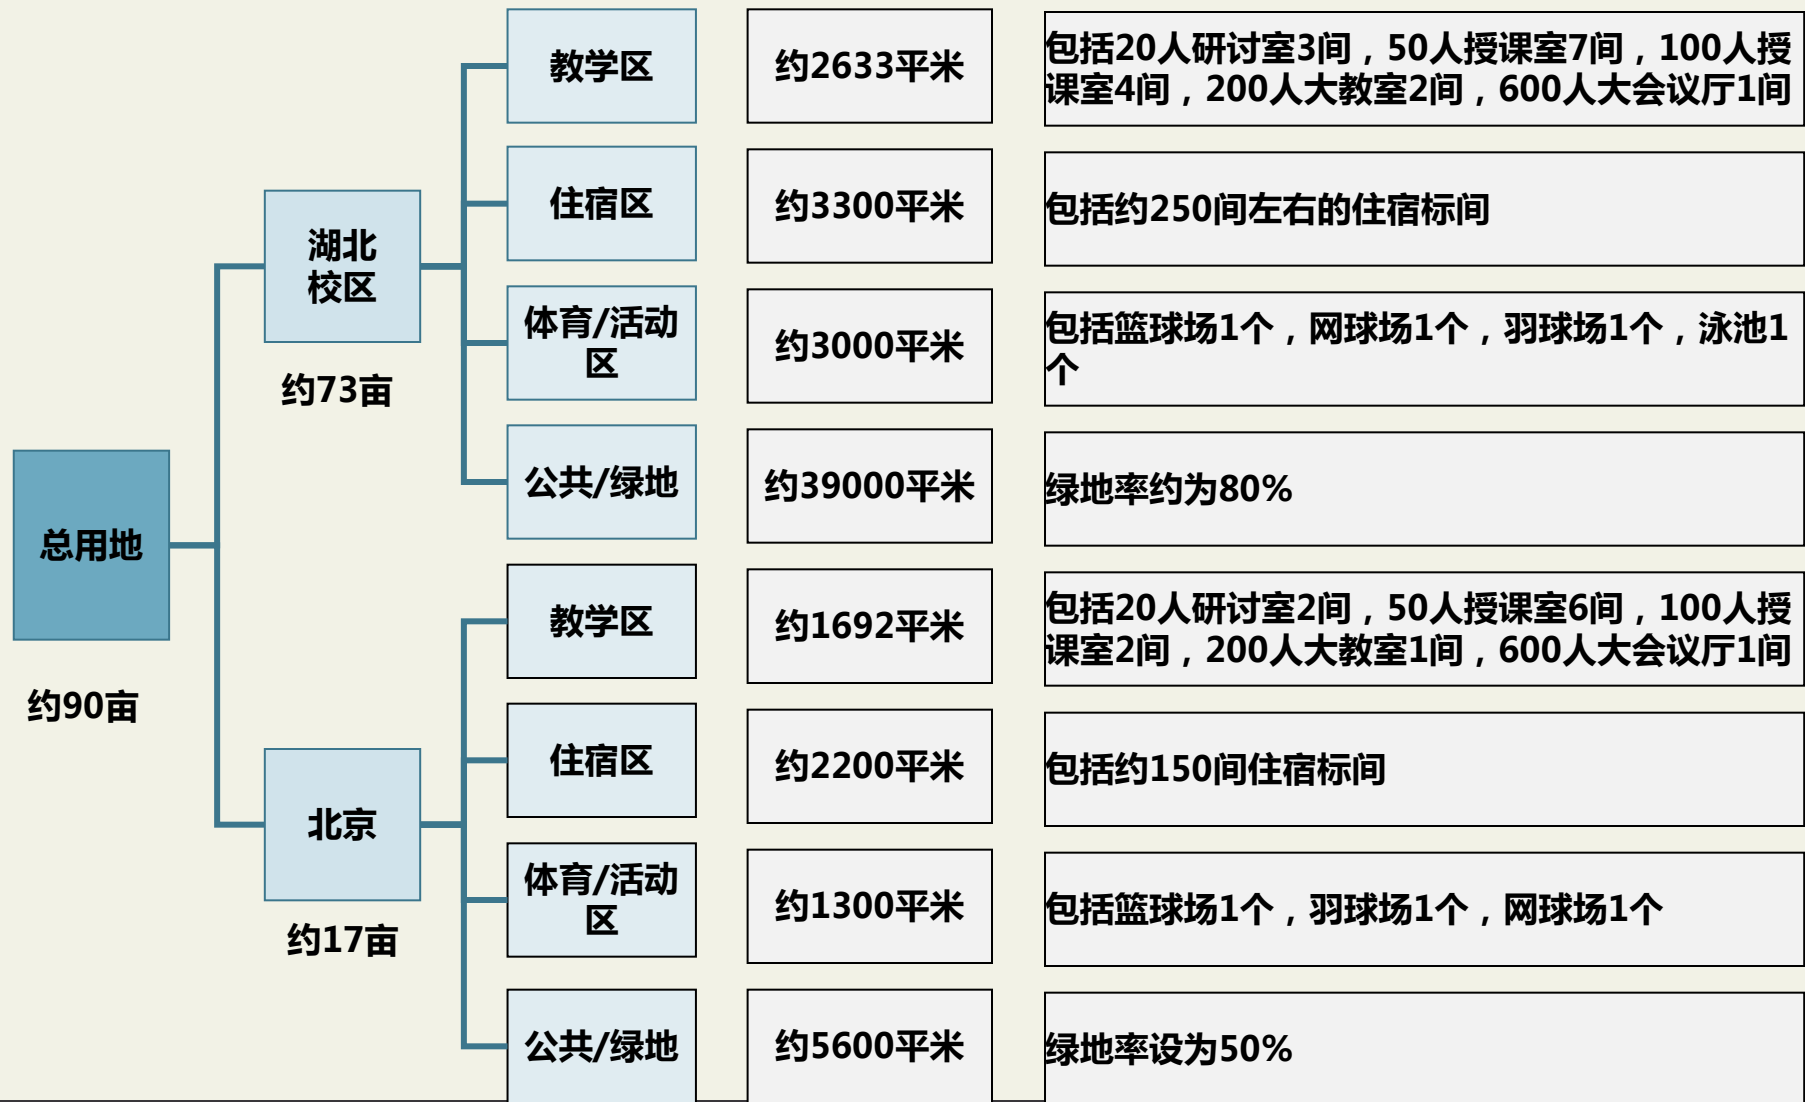 总用地
约90亩
湖北
校区
约73亩
教学区
约2633平米
包括20人研讨室3间，50人授课室7间，100人授
课室4间，200人大教室2间，600人大会议厅1间
住宿区
约3300平米
包括约250间左右的住宿标间
体育/活动
区
约3000平米
包括篮球场1个，网球场1个，羽球场1个，泳池1
个
公共/绿地
约39000平米
绿地率约为80%
北京
约17亩
教学区
约1692平米
包括20人研讨室2间，50人授课室6间，100人授
课室2间，200人大教室1间，600人大会议厅1间
住宿区
约2200平米
包括约150间住宿标间
体育/活动
区
约1300平米
包括篮球场1个，羽球场1个，网球场1个
公共/绿地
约5600平米
绿地率设为50%